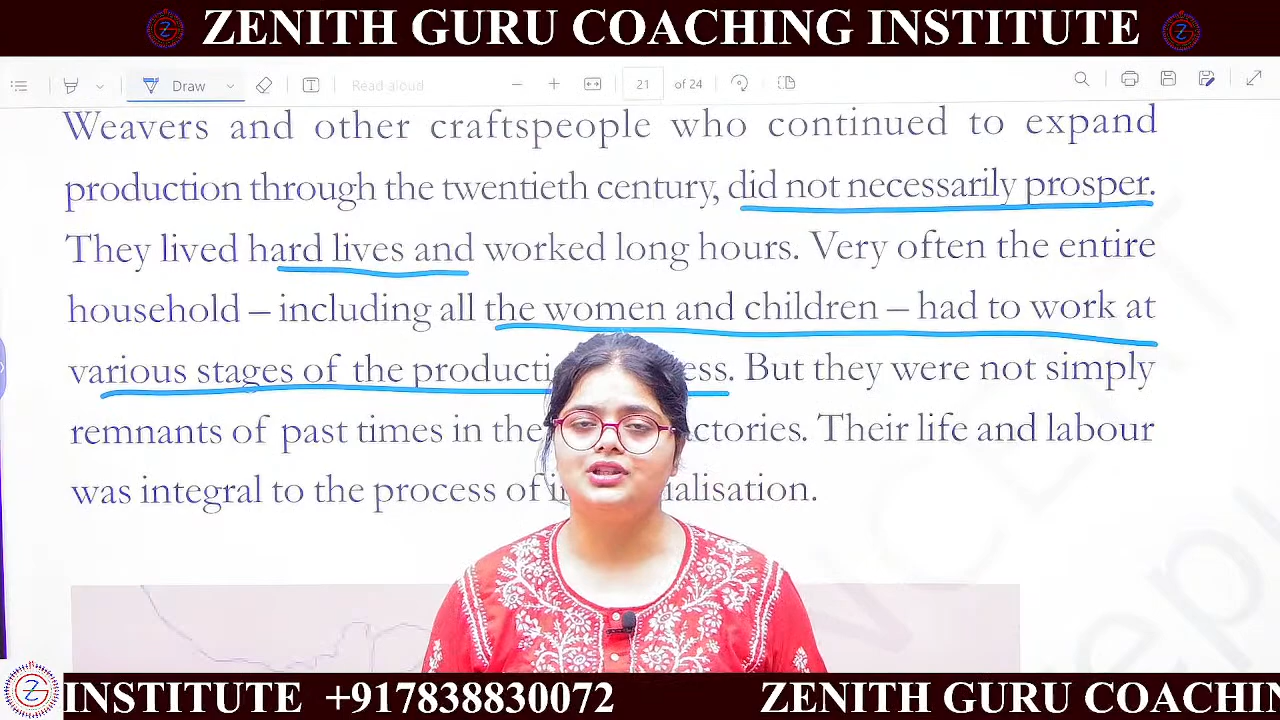 ZENITH GURU COACHING INSTITUTE
Draw
Read aloud
21 of 24
Weavers and other craftspeople who continued to expand
production through the twentieth century, did not necessarily prosper.
They lived hard lives and worked long hours. Very often the entire
household – including all the women and children – had to work at
various stages of the producti ess. But they were not simply
remnants of past times in the ctories. Their life and labour
was integral to the process of in ialisation.
INSTITUTE +917838830072 ZENITH GURU COACHIN